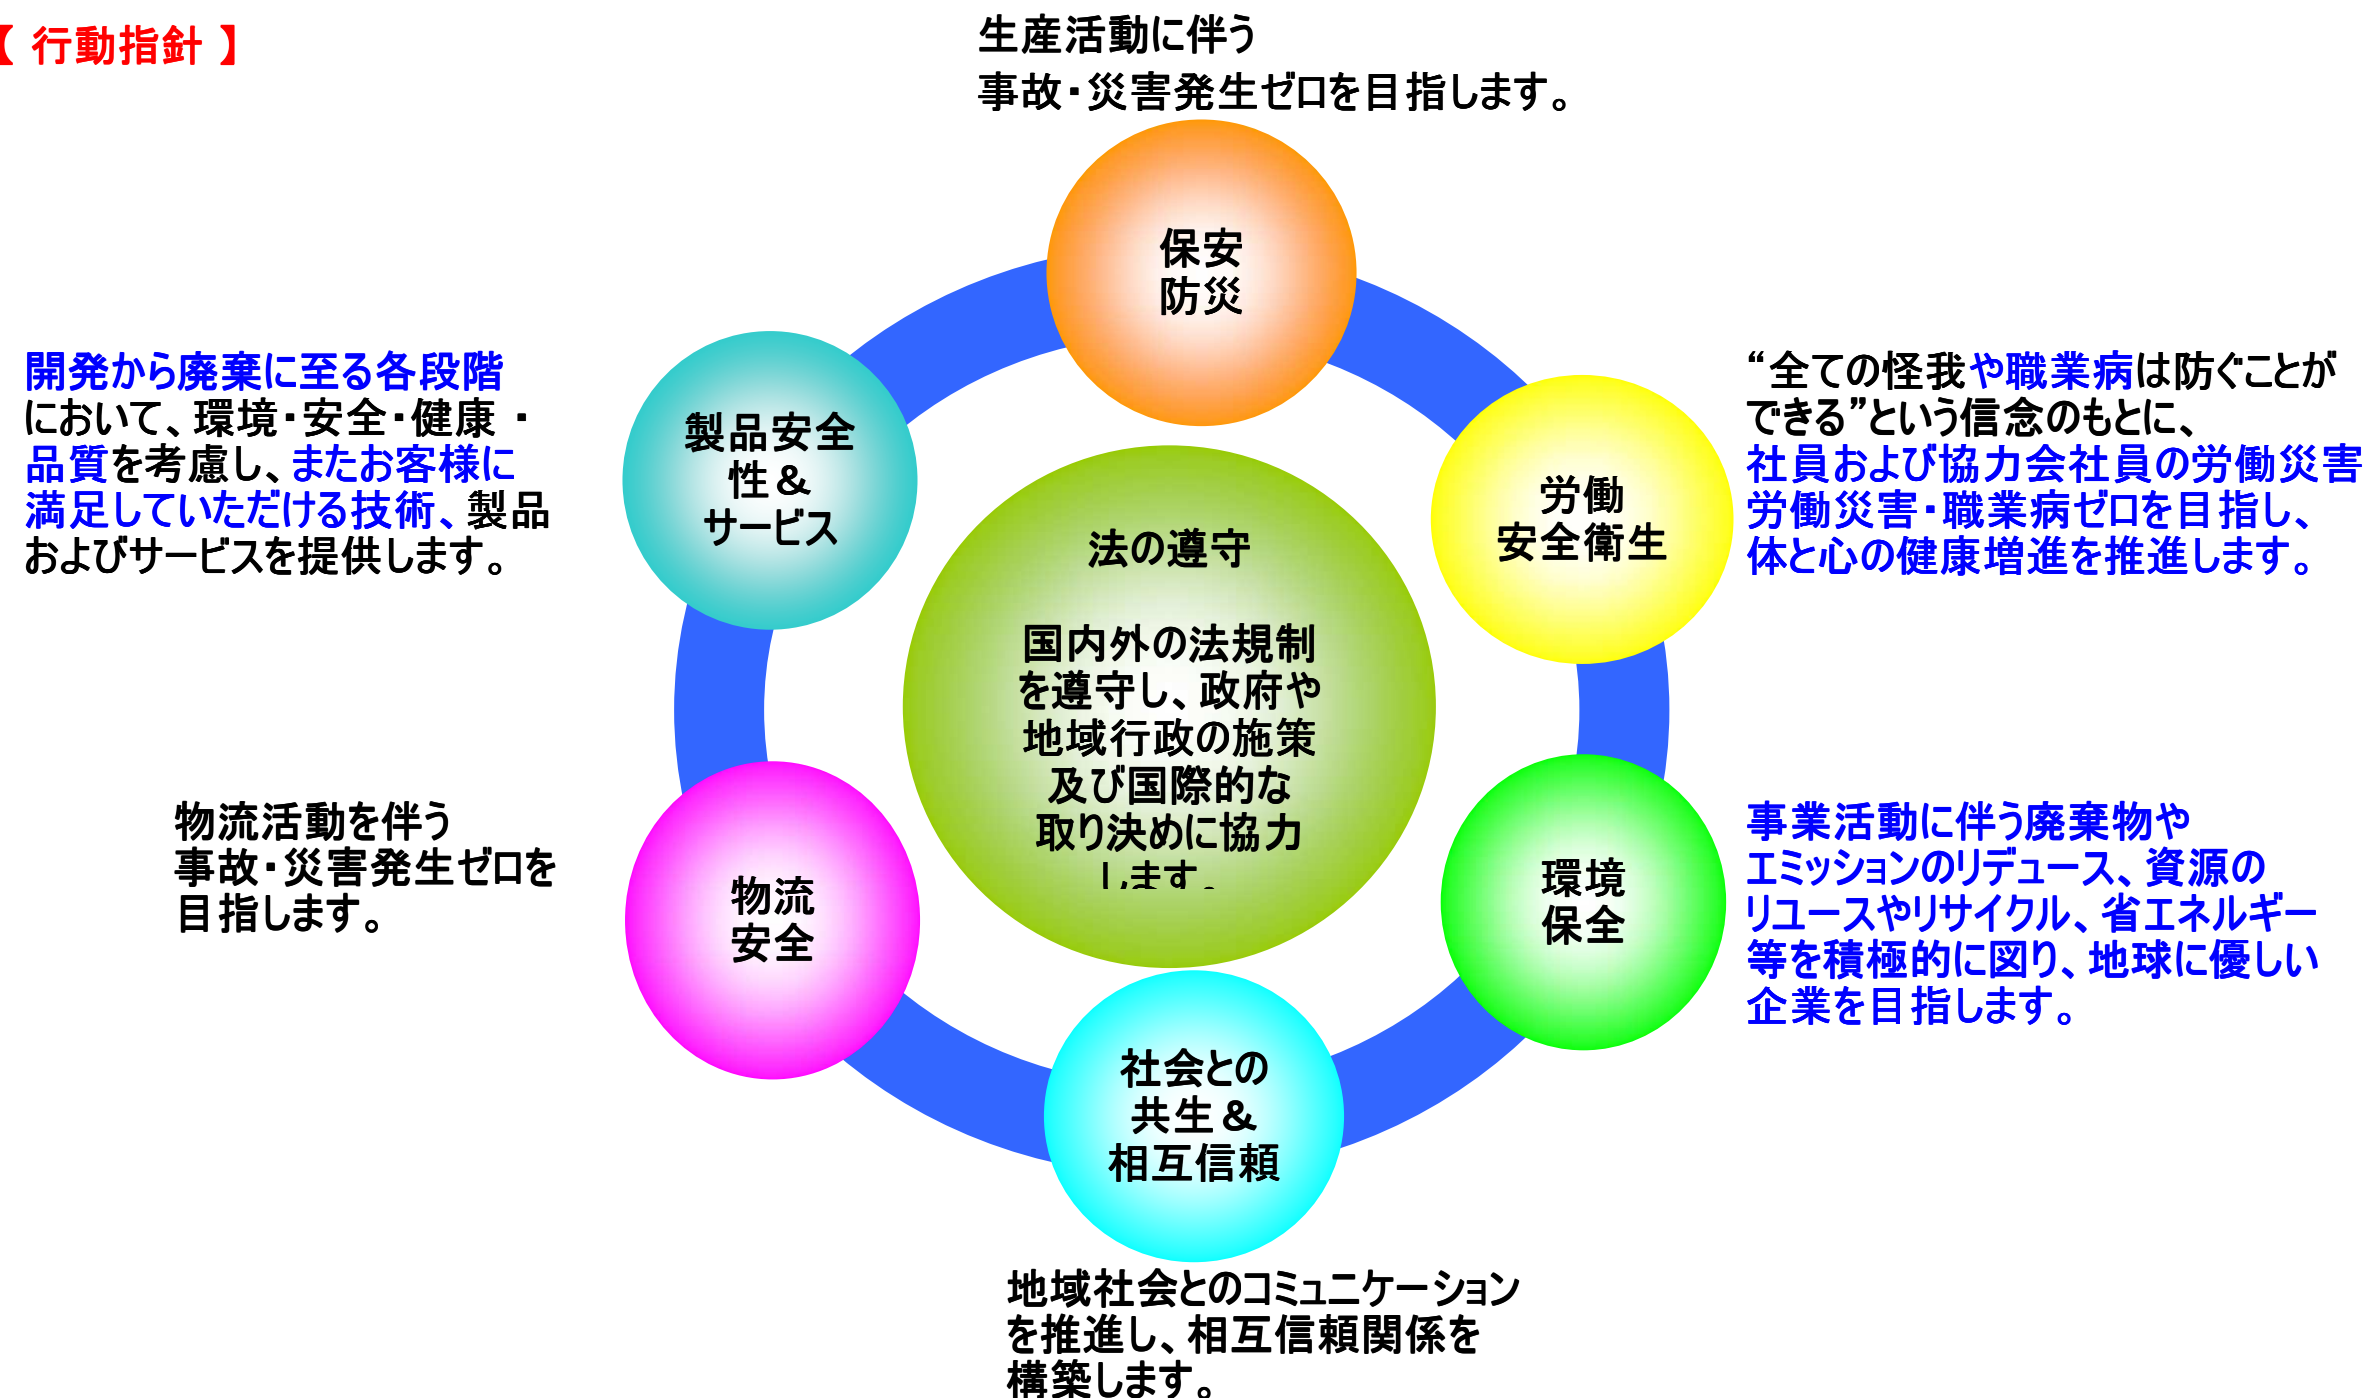 【 行動指針 】
生産活動に伴う
事故・災害発生ゼロを目指します。
保安
防災
開発から廃棄に至る各段階
において、環境・安全・健康 ・
品質を考慮し、またお客様に
満足していただける技術、製品
およびサービスを提供します。
製品安全
性＆
サービス
“全ての怪我や職業病は防ぐことが
できる”という信念のもとに、
社員および協力会社員の労働災害
労働災害・職業病ゼロを目指し、
体と心の健康増進を推進します。
労働
安全衛生
法の遵守
国内外の法規制
を遵守し、政府や
地域行政の施策
及び国際的な
取り決めに協力
します。
物流活動を伴う
事故・災害発生ゼロを
目指します。
物流
安全
環境
保全
事業活動に伴う廃棄物や
エミッションのリデュース、資源の
リユースやリサイクル、省エネルギー
等を積極的に図り、地球に優しい
企業を目指します。
社会との
共生＆
相互信頼
地域社会とのコミュニケーション
を推進し、相互信頼関係を
構築します。